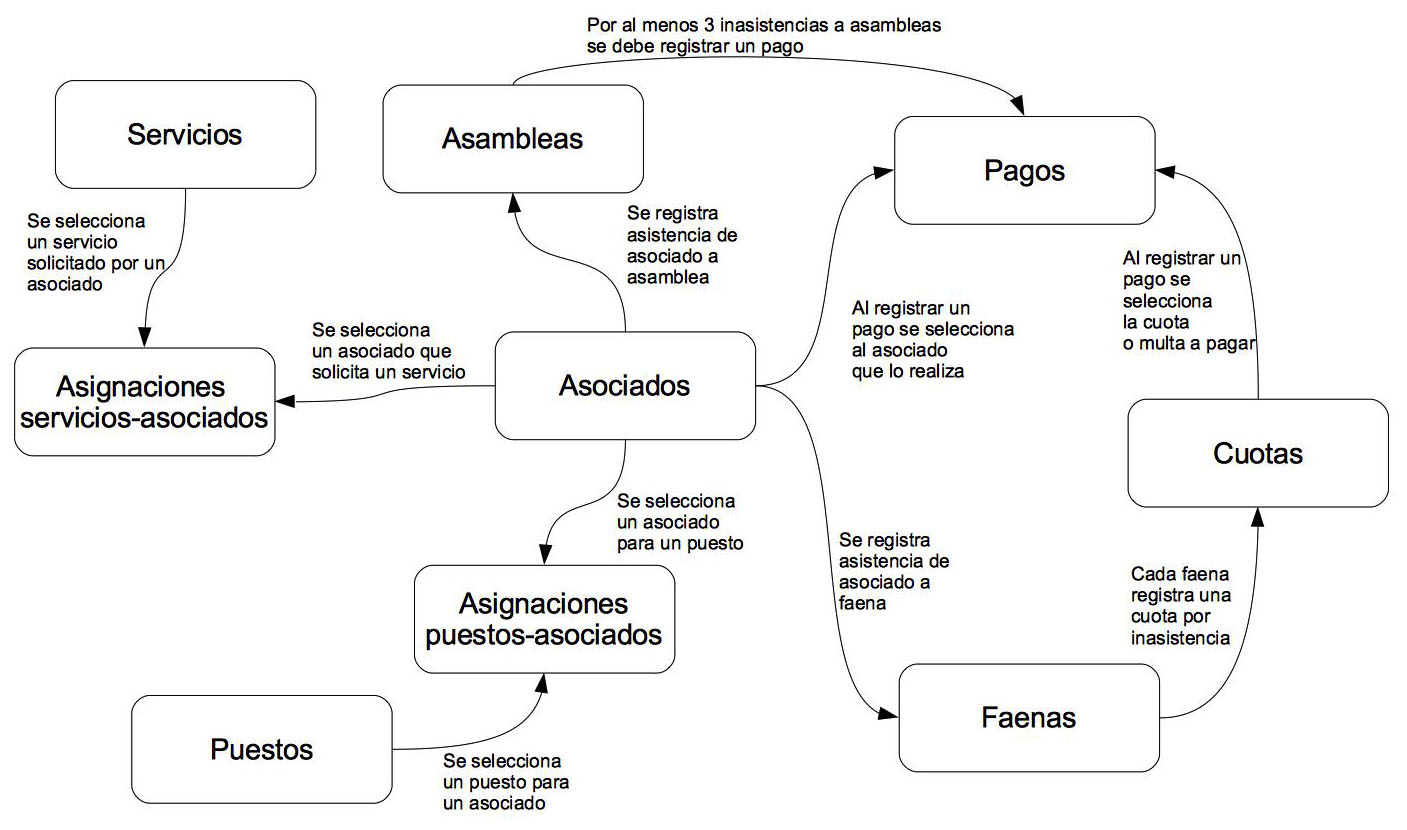 Por al menos 3 inasistencias a asambleas
se debe registrar un pago
Servicios
Asambleas
Pagos
Se selecciona
un servicio
solicitado por un
asociado
Se registra
asistencia de
asociado a
asamblea
Al registrar un
pago se
selecciona
la cuota
o multa a pagar
Se selecciona
un asociado que
solicita un servicio
Al registrar un
pago se selecciona
al asociado
que lo realiza
Asignaciones
servicios-asociados
Asociados
Cuotas
Se selecciona
un asociado
para un puesto
Se registra
asistencia de
asociado a
faena
Cada faena
registra una
cuota por
inasistencia
Asignaciones
puestos-asociados
Puestos
Faenas
Se selecciona
un puesto para
un asociado